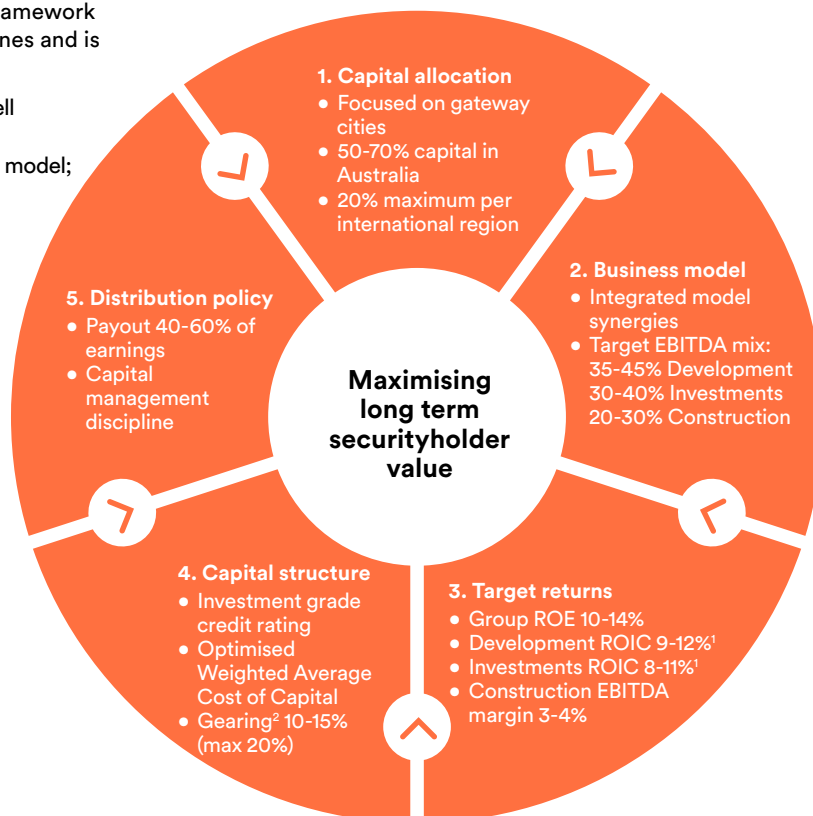 amework
nes and is
ell
model;
1. Capital allocation
• Focused on gateway
cities
• 50-70% capital in
Australia
• 20% maximum per
international region
2. Business model
• Integrated model
synergies
• Target EBITDA mix:
35-45% Development
30-40% Investments
20-30% Construction
3. Target returns
• Group ROE 10-14%
• Development ROIC 9-12%¹
• Investments ROIC 8-11%¹
• Construction EBITDA
margin 3-4%
4. Capital structure
• Investment grade
credit rating
• Optimised
Weighted Average
Cost of Capital
• Gearing² 10-15%
(max 20%)
5. Distribution policy
• Payout 40-60% of
earnings
• Capital
management
discipline
Maximising
long term
securityholder
value